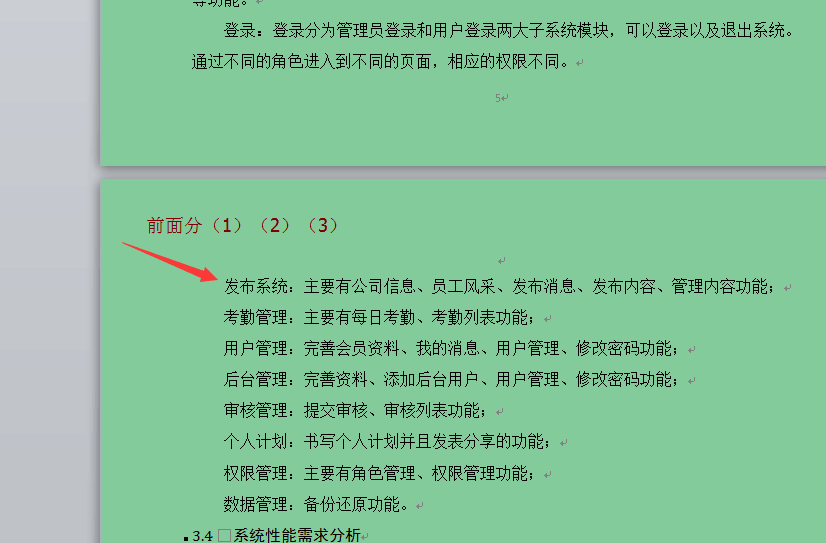 等功能。
登录：登录分为管理员登录和用户登录两大子系统模块，可以登录以及退出系统。
通过不同的角色进入到不同的页面，相应的权限不同。
5
前面分（1）（2）（3）
发布系统：主要有公司信息、员工风采、发布消息、发布内容、管理内容功能；
考勤管理：主要有每日考勤、考勤列表功能；
用户管理：完善会员资料、我的消息、用户管理、修改密码功能；
后台管理：完善资料、添加后台用户、用户管理、修改密码功能；
审核管理：提交审核、审核列表功能；
个人计划：书写个人计划并且发表分享的功能；
权限管理：主要有角色管理、权限管理功能；
数据管理：备份还原功能。
3.4 系统性能需求分析